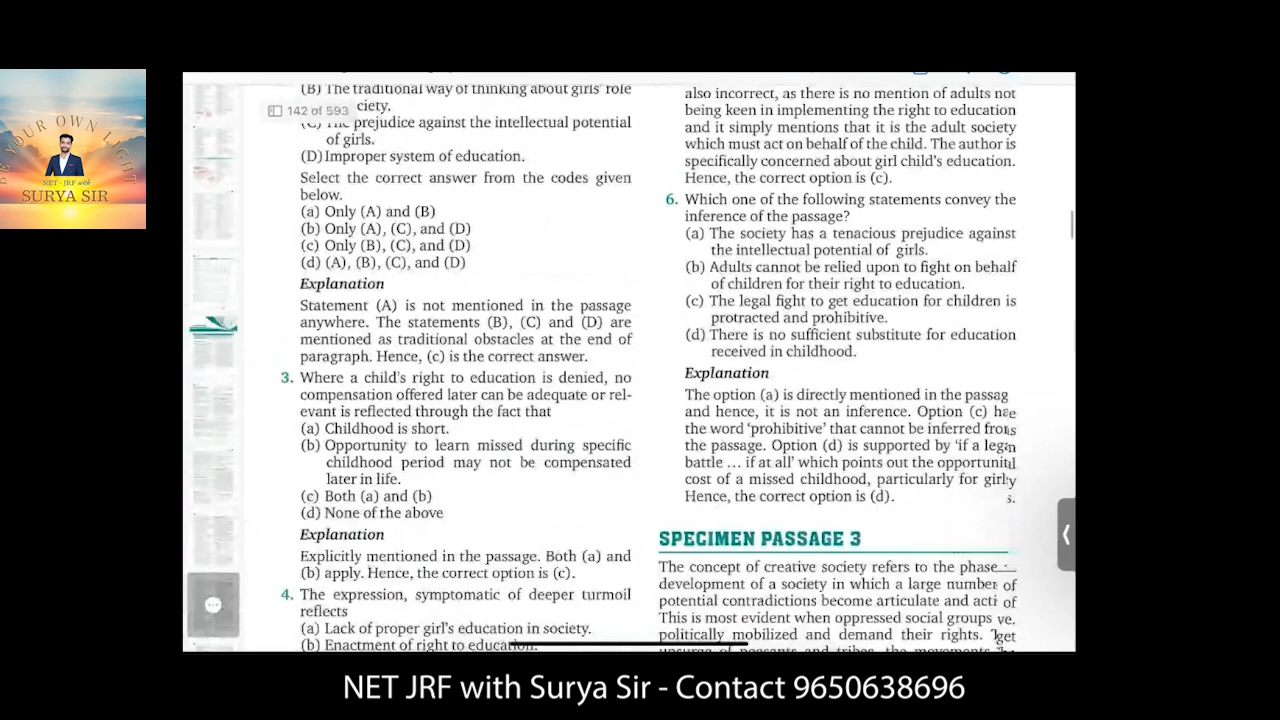 BE YOUR OWN LIGHT
NET - JRF with
SURYA SIR
142 of 593
(B) The traditional way of thinking about girls' role
ciety.
prejudice against the intellectual potential
of girls.
(D) Improper system of education.
Select the correct answer from the codes given
below.
(a) Only (A) and (B)
(b) Only (A), (C), and (D)
(c) Only (B), (C), and (D)
(d) (A), (B), (C), and (D)
Explanation
Statement (A) is not mentioned in the passage
anywhere. The statements (B), (C) and (D) are
mentioned as traditional obstacles at the end of
paragraph. Hence, (c) is the correct answer.
3. Where a child's right to education is denied, no
compensation offered later can be adequate or rel-
evant is reflected through the fact that
(a) Childhood is short.
(b) Opportunity to learn missed during specific
childhood period may not be compensated
later in life.
(c) Both (a) and (b)
(d) None of the above
Explanation
Explicitly mentioned in the passage. Both (a) and
(b) apply. Hence, the correct option is (c).
4. The expression, symptomatic of deeper turmoil
reflects
(a) Lack of proper girl's education in society.
(b) Enactment of right to education.
also incorrect, as there is no mention of adults not
being keen in implementing the right to education
and it simply mentions that it is the adult society
which must act on behalf of the child. The author is
specifically concerned about girl child's education.
Hence, the correct option is (c).
6. Which one of the following statements convey the
inference of the passage?
(a) The society has a tenacious prejudice against
the intellectual potential of girls.
(b) Adults cannot be relied upon to fight on behalf
of children for their right to education.
(c) The legal fight to get education for children is
protracted and prohibitive.
(d) There is no sufficient substitute for education
received in childhood.
Explanation
The option (a) is directly mentioned in the passag
and hence, it is not an inference. Option (c) has
the word 'prohibitive' that cannot be inferred from
the passage. Option (d) is supported by 'if a legal
battle ... if at all' which points out the opportunity
cost of a missed childhood, particularly for girls.
Hence, the correct option is (d).
SPECIMEN PASSAGE 3
The concept of creative society refers to the phase
development of a society in which a large number of
potential contradictions become articulate and acti
This is most evident when oppressed social groups get
politically mobilized and demand their rights.
upsurge of peasants and tribes, the movements
NET JRF with Surya Sir - Contact 9650638696